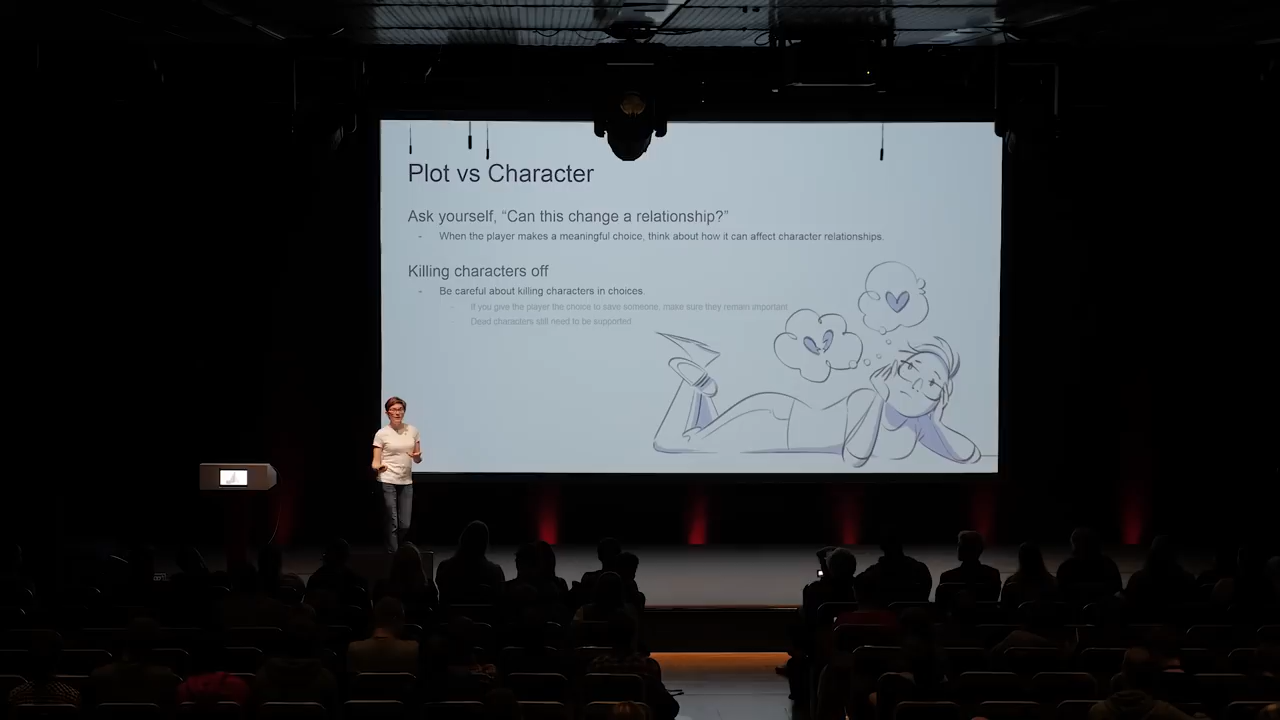 Plot vs Character
Ask yourself, “Can this change a relationship?”
- When the player makes a meaningful choice, think about how it can affect character relationships.
Killing characters off
- Be careful about killing characters in choices.
- If you give the player the choice to save someone, make sure they remain important
- Dead characters still need to be supported